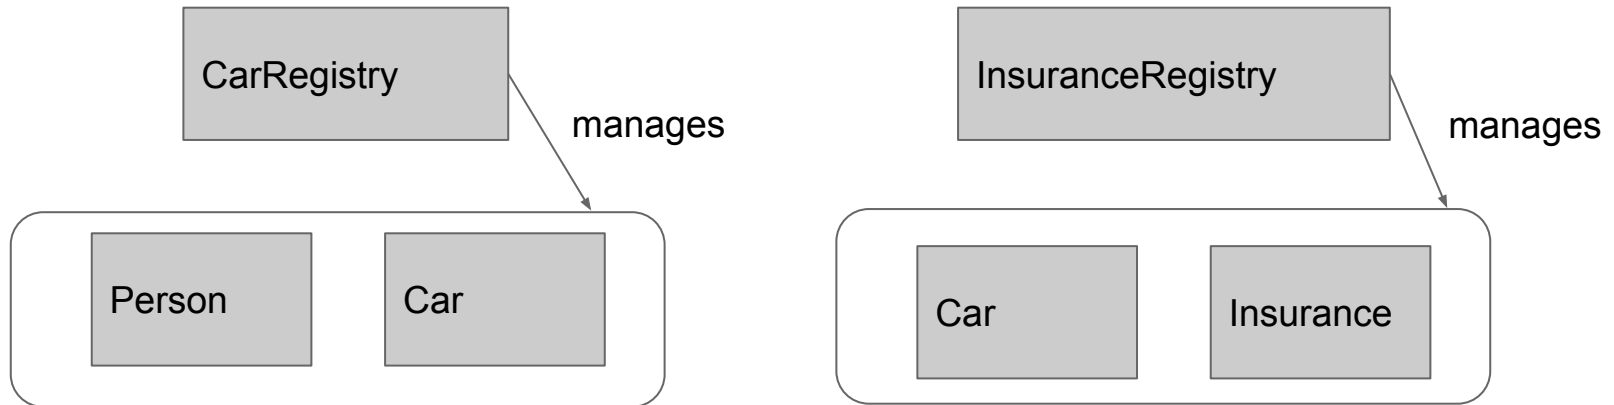 CarRegistry
manages
Person
Car
InsuranceRegistry
manages
Car
Insurance